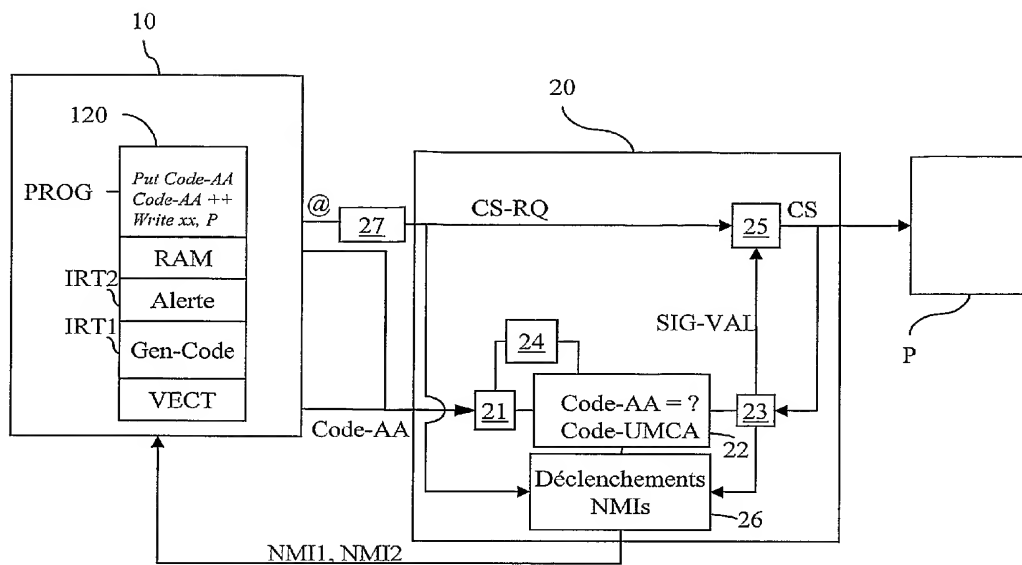 10
120
20
PROG
Put Code-AA
Code-AA ++
Write xx, P
@
27
CS-RQ
25
CS
RAM
IRT2
Alerte
IRT1
Gen-Code
VECT
SIG-VAL
P
24
21
Code-AA
Code-AA = ?
Code-UMCA
23
22
Déclenchements
NMIs
26
NMI1, NMI2